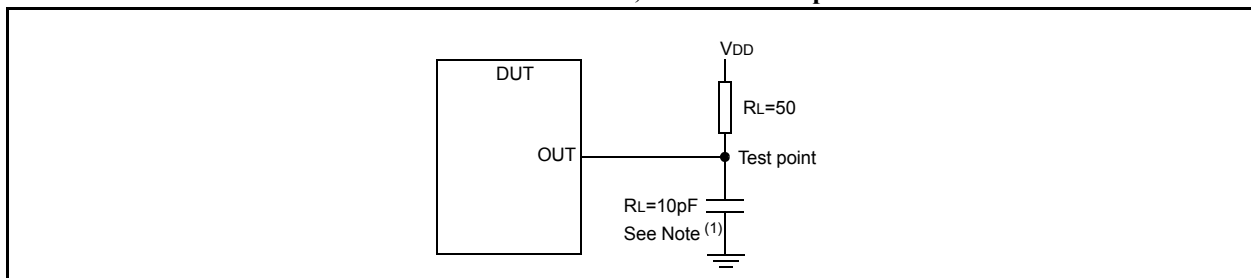 VDD
DUT
RL=50
OUT
Test point
RL=10pF
See Note (1)